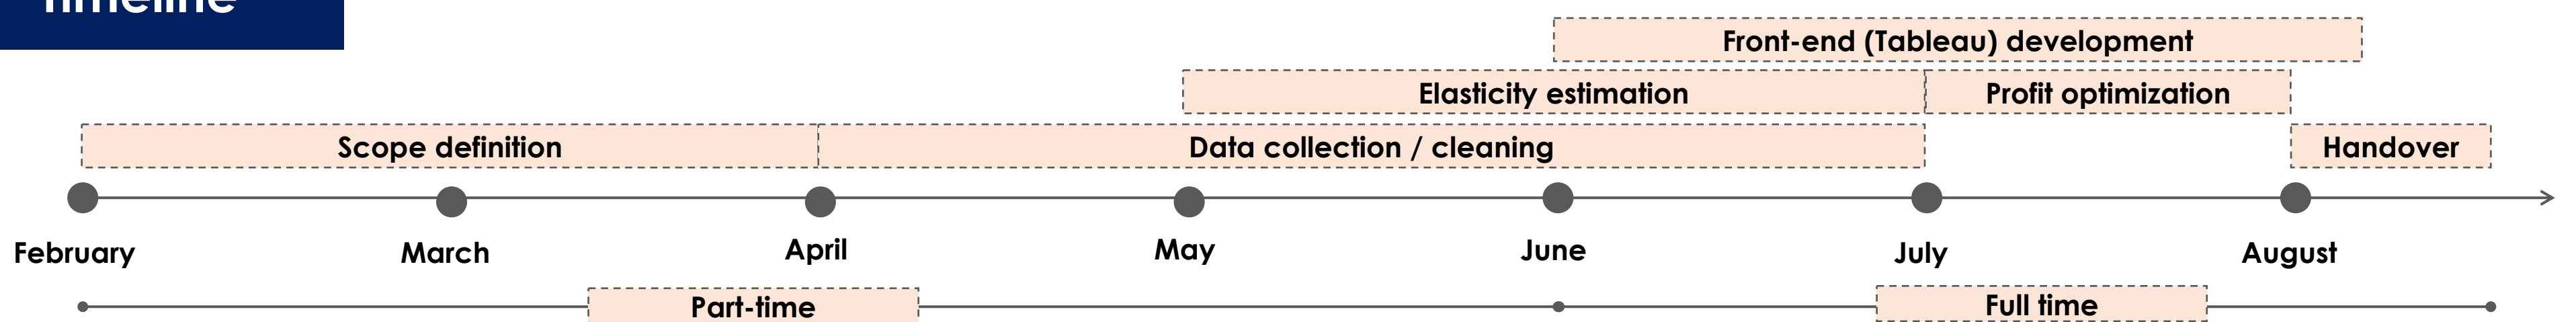 Timeline
Front-end (Tableau) development
Elasticity estimation
Profit optimization
Scope definition
Data collection / cleaning
Handover
February
March
April
May
June
July
August
Part-time
Full time